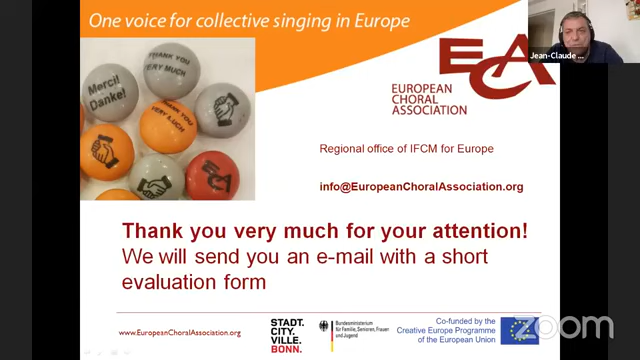 One voice for collective singing in Europe
Jean-Claude ...
THANK YOU
VERY MUCH
Merci!
Danke!
THANK YOU
VERY MUCH
ECA
ECA
EUROPEAN
CHORAL
ASSOCIATION
Regional office of IFCM for Europe
info@EuropeanChoralAssociation.org
Thank you very much for your attention!
We will send you an e-mail with a short
evaluation form
www.EuropeanChoralAssociation.org
STADT.
CITY.
VILLE.
BONN.
Bundesministerium
für Familie, Senioren, Frauen
und Jugend
Co-funded by the
Creative Europe Programme
of the European Union
zoom